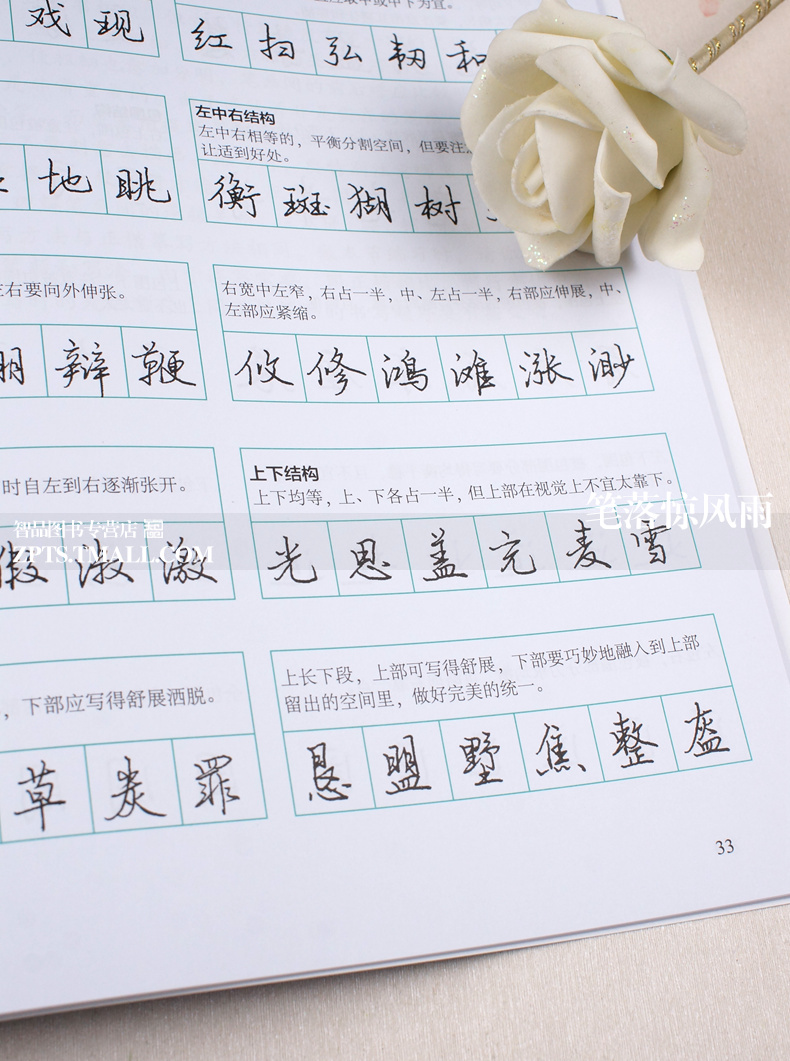 戏 现
红 扫 弘 韧 和
左中右结构
左中右相等的，平衡分割空间，但要注
让适到好处。
地 眺
衡 斑 猢 树
右要向外伸张。
右宽中左窄，右占一半，中、左占一半，右部应伸展，中、
左部应紧缩。
辩 鞭
攸 修 鸿 滩 涨 渺
时自左到右逐渐张开。
上下结构
上下均等，上、下各占一半，但上部在视觉上不宜太靠下。
笔落惊风雨
智品图书专营店
ZPTS.TMALL.COM
淑 激
光 恩 盖 完 麦 雪
，下部应写得舒展洒脱。
上长下段，上部可写得舒展，下部要巧妙地融入到上部
留出的空间里，做好完美的统一。
草 炭 罪
恳 盟 墅 焦 整 盔
33